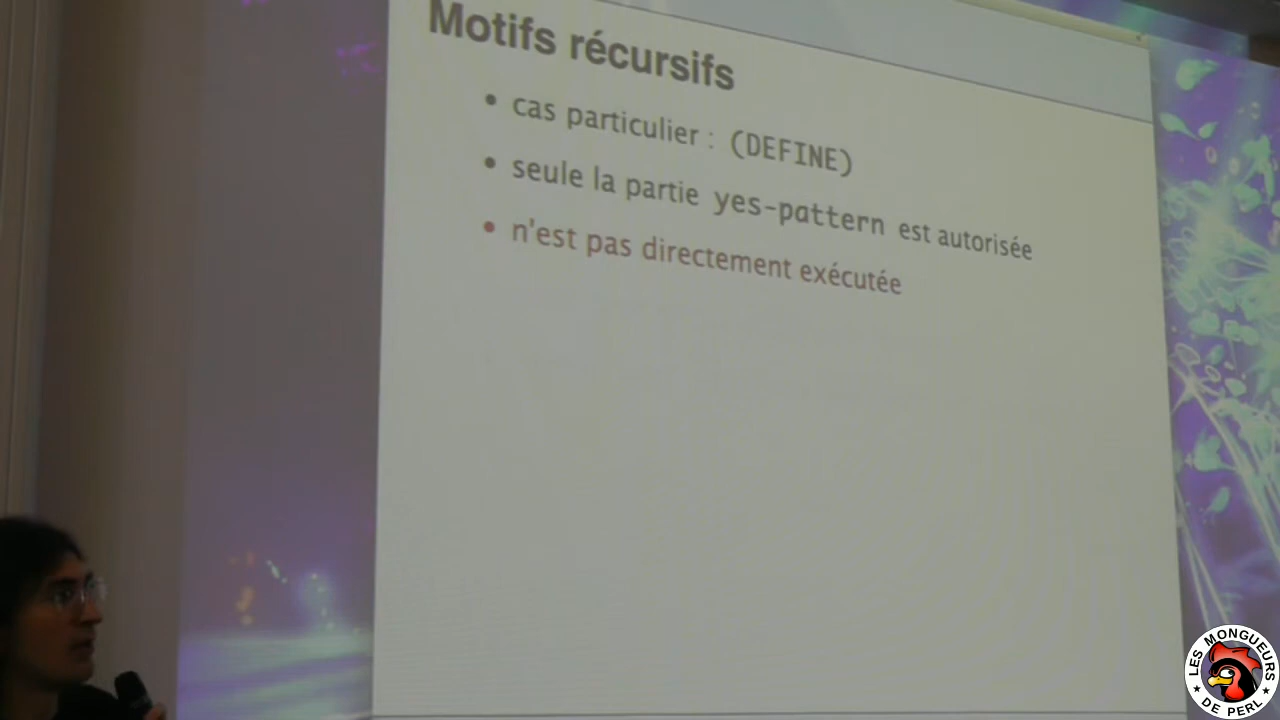 Motifs récursifs
• cas particulier : (DEFINE)
• seule la partie yes-pattern est autorisée
• n'est pas directement exécutée
LES MONGUEURS
★ DE PERL ★